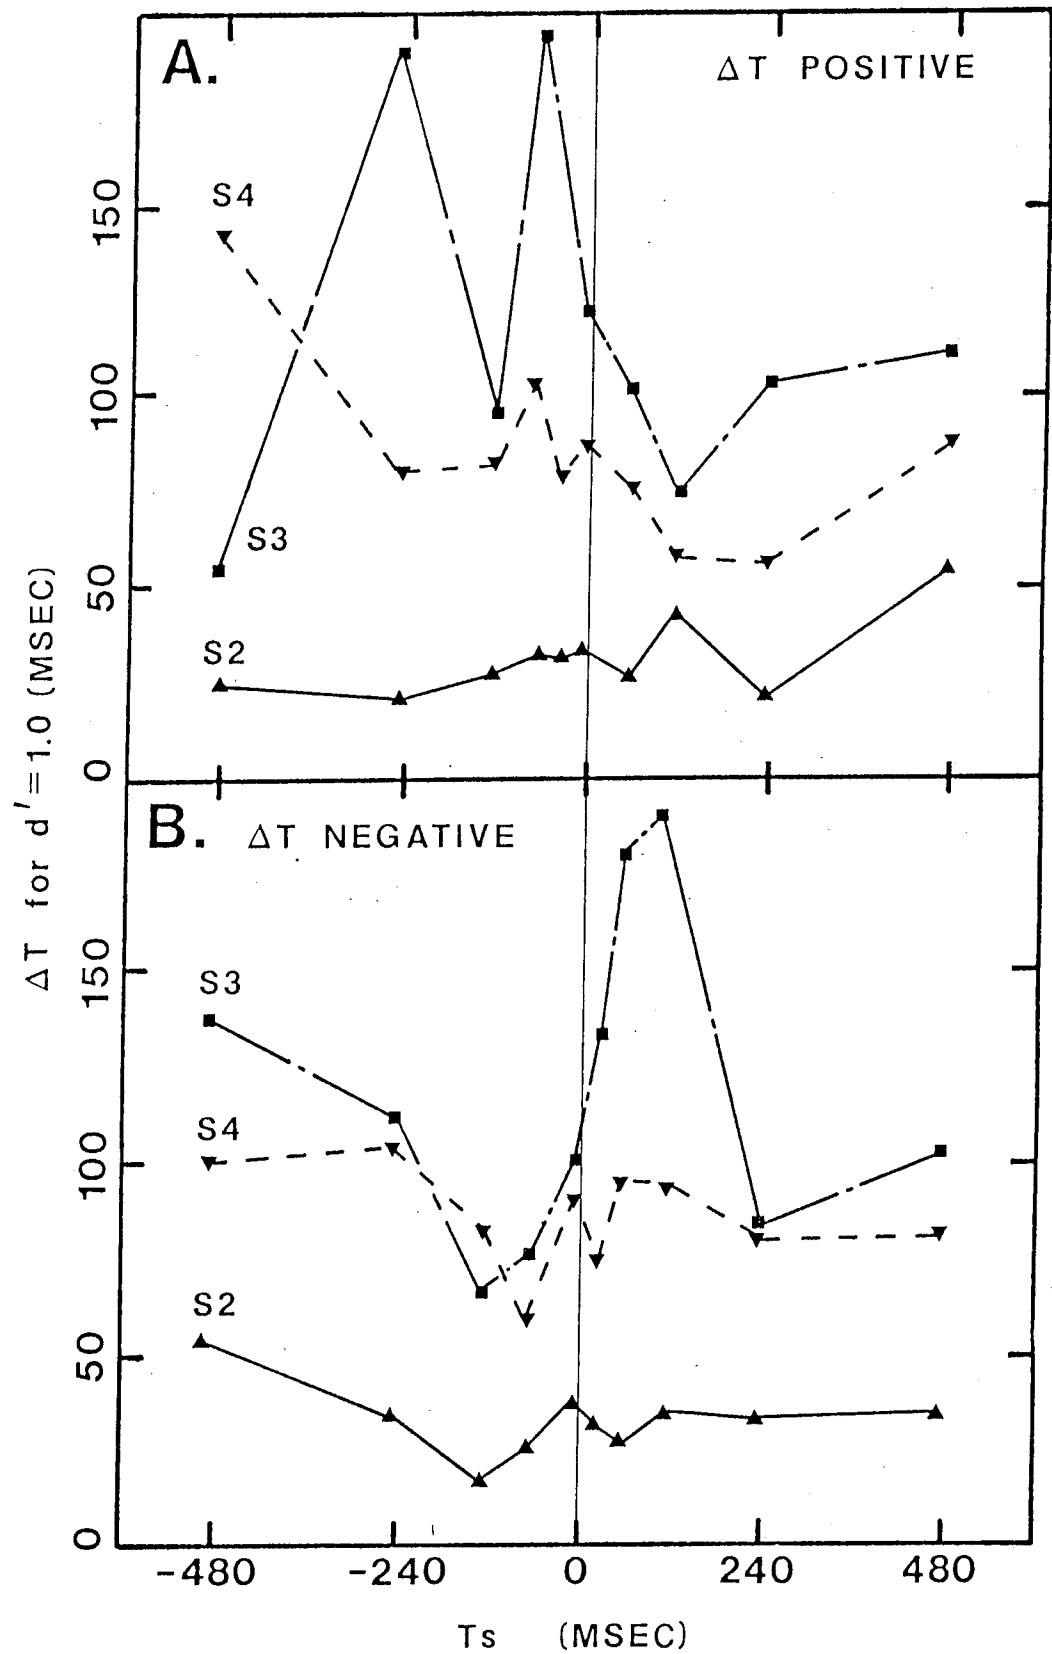 A.
ΔT POSITIVE
S4
S3
S2
150
100
50
0
B. ΔT NEGATIVE
S3
S4
S2
150
100
50
0
ΔT for d′=1.0 (MSEC)
-480 -240 0 240 480
Ts (MSEC)